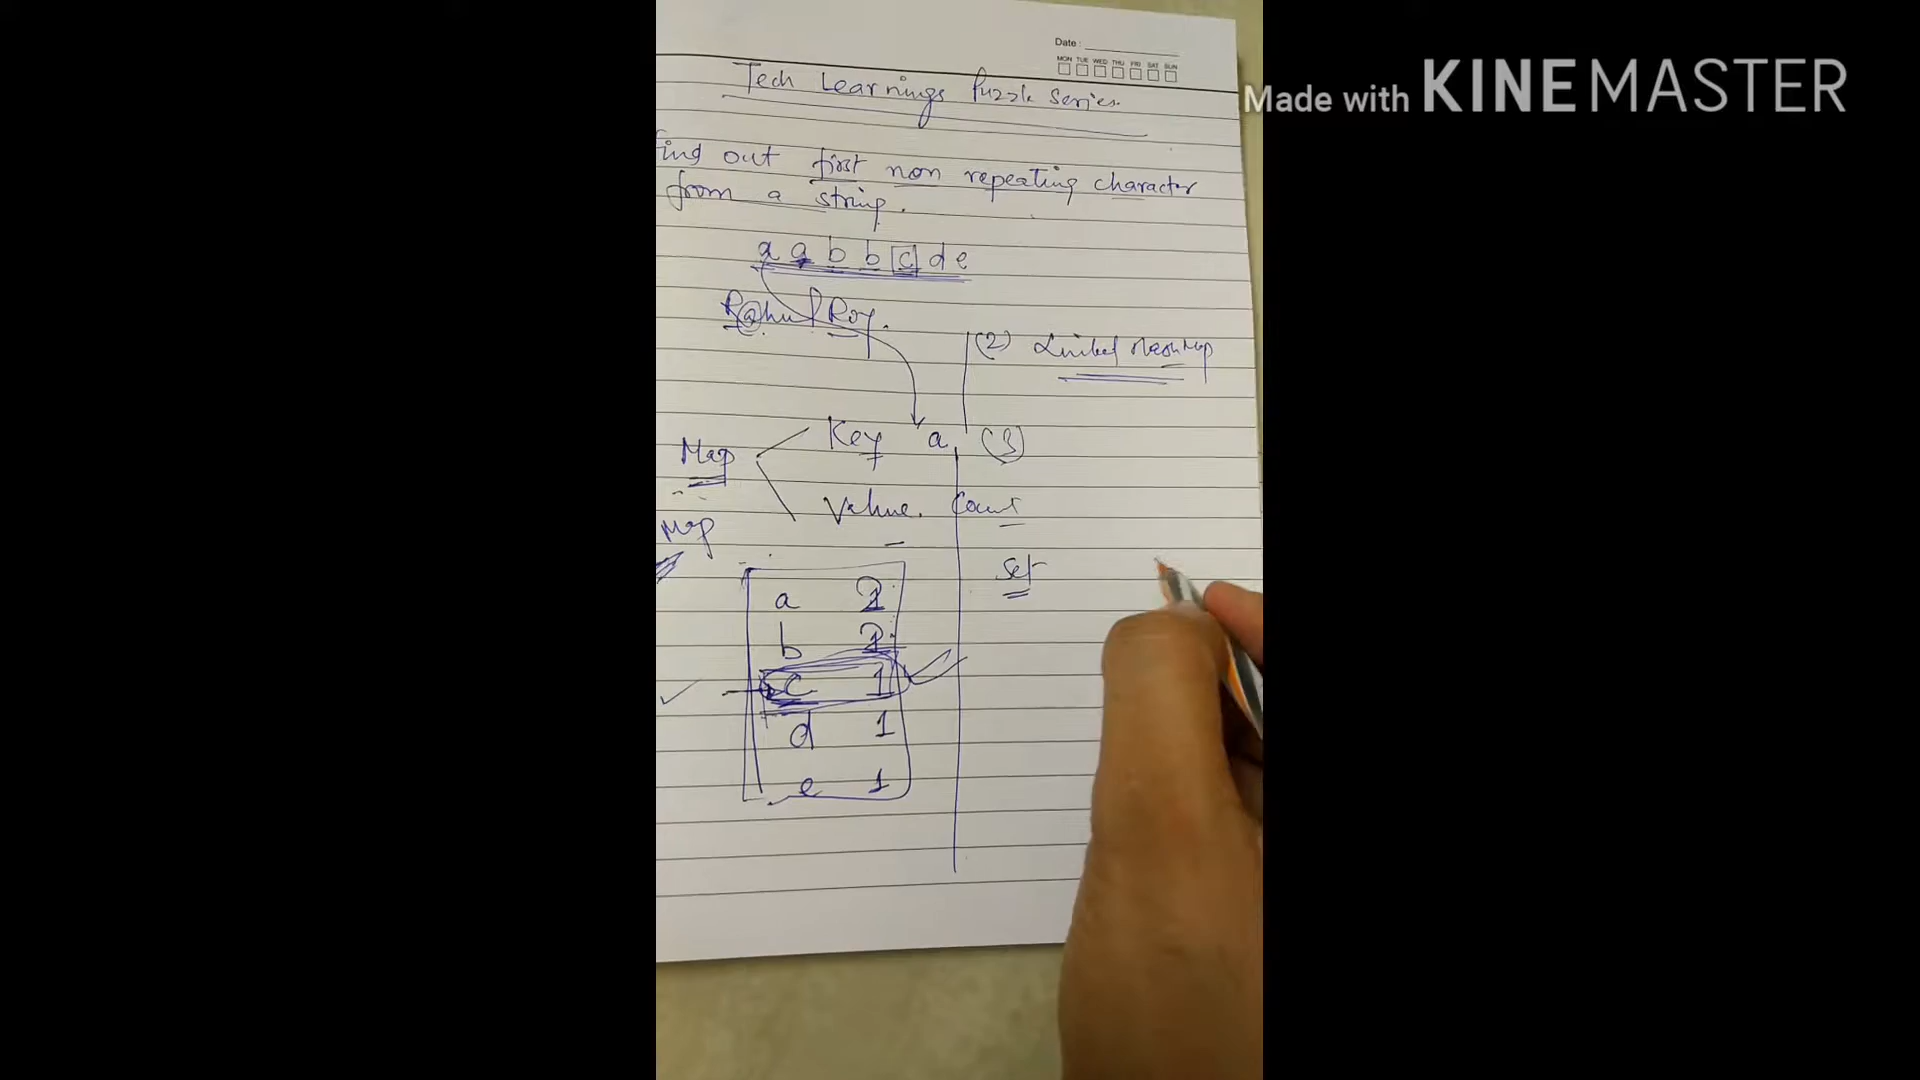 Date :
MON TUE WED THU FRI SAT SUN
Made with KINEMASTER
Tech Learnings Puzzle Series.
Find out first non repeating character
from a string.
a a b b c d e
Rahul Roy.
(2) Linked HashMap
Key a (3)
Map
Value. Count
Map
Set
a 2
b 2
c 1
d 1
e 1